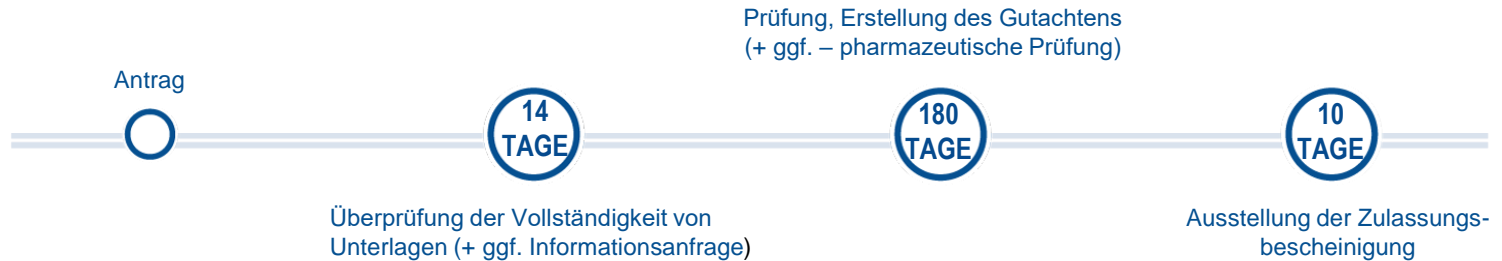 Prüfung, Erstellung des Gutachtens
(+ ggf. – pharmazeutische Prüfung)
Antrag
14
TAGE
180
TAGE
10
TAGE
Überprüfung der Vollständigkeit von
Unterlagen (+ ggf. Informationsanfrage)
Ausstellung der Zulassungs-
bescheinigung